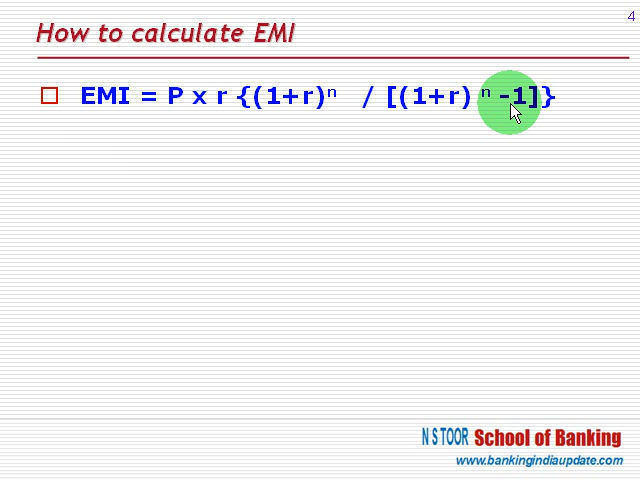 4
How to calculate EMI
EMI = P x r {(1+r)ⁿ / [(1+r) ⁿ -1]}
N S TOOR School of Banking
www.bankingindiaupdate.com